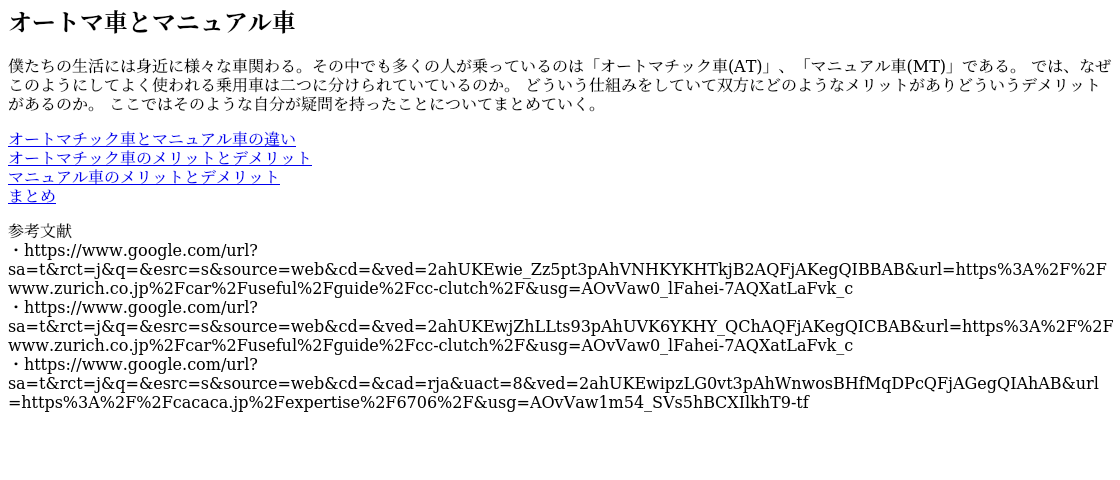 オートマ車とマニュアル車
僕たちの生活には身近に様々な車関わる。その中でも多くの人が乗っているのは「オートマチック車(AT)」、「マニュアル車(MT)」である。 では、なぜ
このようにしてよく使われる乗用車は二つに分けられていているのか。 どういう仕組みをしていて双方にどのようなメリットがありどういうデメリット
があるのか。 ここではそのような自分が疑問を持ったことについてまとめていく。
オートマチック車とマニュアル車の違い
オートマチック車のメリットとデメリット
マニュアル車のメリットとデメリット
まとめ
参考文献
・https://www.google.com/url?
sa=t&rct=j&q=&esrc=s&source=web&cd=&ved=2ahUKEwie_Zz5pt3pAhVNHKYKHTkjB2AQFjAKegQIBBAB&url=https%3A%2F%2F
www.zurich.co.jp%2Fcar%2Fuseful%2Fguide%2Fcc-clutch%2F&usg=AOvVaw0_lFahei-7AQXatLaFvk_c
・https://www.google.com/url?
sa=t&rct=j&q=&esrc=s&source=web&cd=&ved=2ahUKEwjZhLLts93pAhUVK6YKHY_QChAQFjAKegQICBAB&url=https%3A%2F%2F
www.zurich.co.jp%2Fcar%2Fuseful%2Fguide%2Fcc-clutch%2F&usg=AOvVaw0_lFahei-7AQXatLaFvk_c
・https://www.google.com/url?
sa=t&rct=j&q=&esrc=s&source=web&cd=&cad=rja&uact=8&ved=2ahUKEwipzLG0vt3pAhWnwosBHfMqDPcQFjAGegQIAhAB&url
=https%3A%2F%2Fcacaca.jp%2Fexpertise%2F6706%2F&usg=AOvVaw1m54_SVs5hBCXIlkhT9-tf